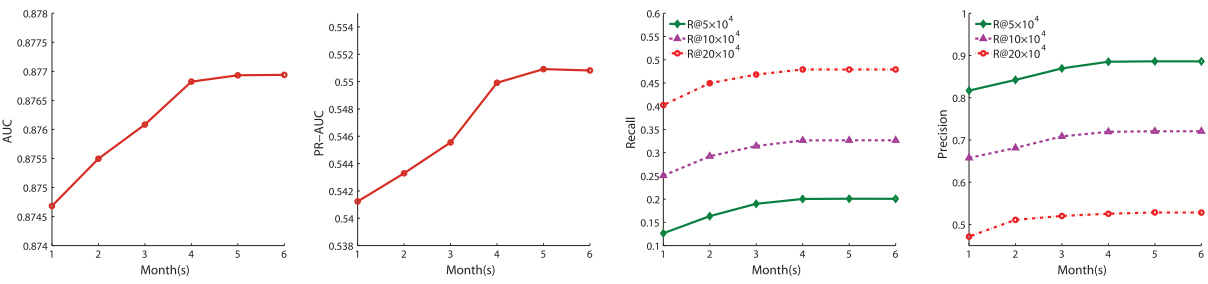 0.878
0.8775
0.877
0.8765
0.876
0.8755
0.875
0.8745
0.874
AUC
1 2 3 4 5 6
Month(s)
0.554
0.552
0.55
0.548
0.546
0.544
0.542
0.54
0.538
PR−AUC
1 2 3 4 5 6
Month(s)
0.6
0.55
0.5
0.45
0.4
0.35
0.3
0.25
0.2
0.15
0.1
Recall
R@5×10⁴
R@10×10⁴
R@20×10⁴
1 2 3 4 5 6
Month(s)
1
0.9
0.8
0.7
0.6
0.5
Precision
R@5×10⁴
R@10×10⁴
R@20×10⁴
1 2 3 4 5 6
Month(s)